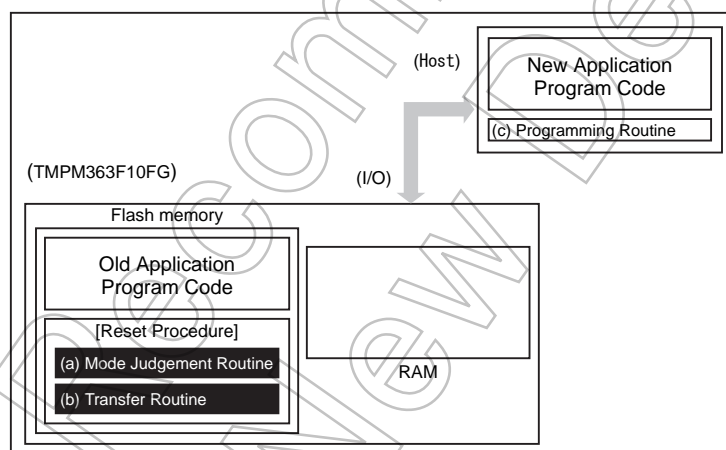 (Host)
New Application
Program Code
(c) Programming Routine
(TMPM363F10FG)
(I/O)
Flash memory
Old Application
Program Code
[Reset Procedure]
(a) Mode Judgement Routine
(b) Transfer Routine
RAM